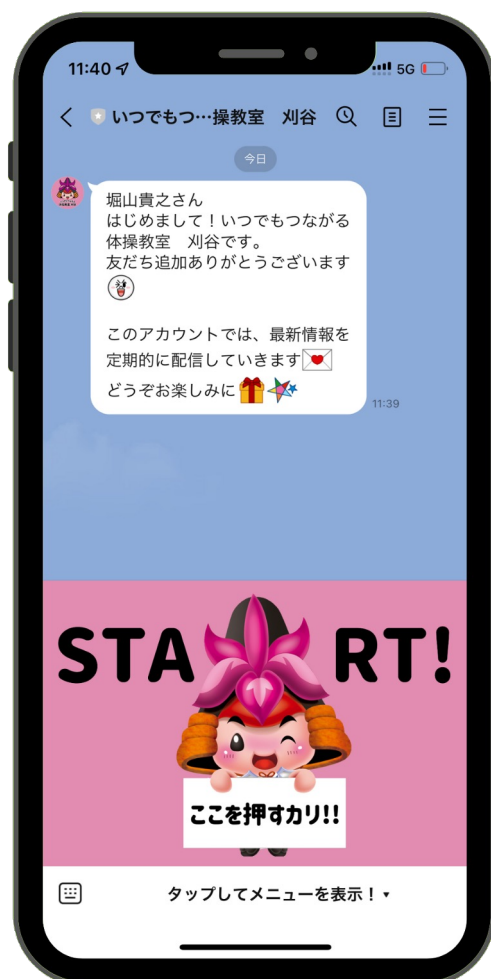 11:40
5G
いつでもつ…操教室 刈谷
今日
堀山貴之さん
はじめまして！いつでもつながる
体操教室 刈谷です。
友だち追加ありがとうございます
このアカウントでは、最新情報を
定期的に配信していきます
どうぞお楽しみに
11:39
START!
ここを押すカリ!!
タップしてメニューを表示！▾